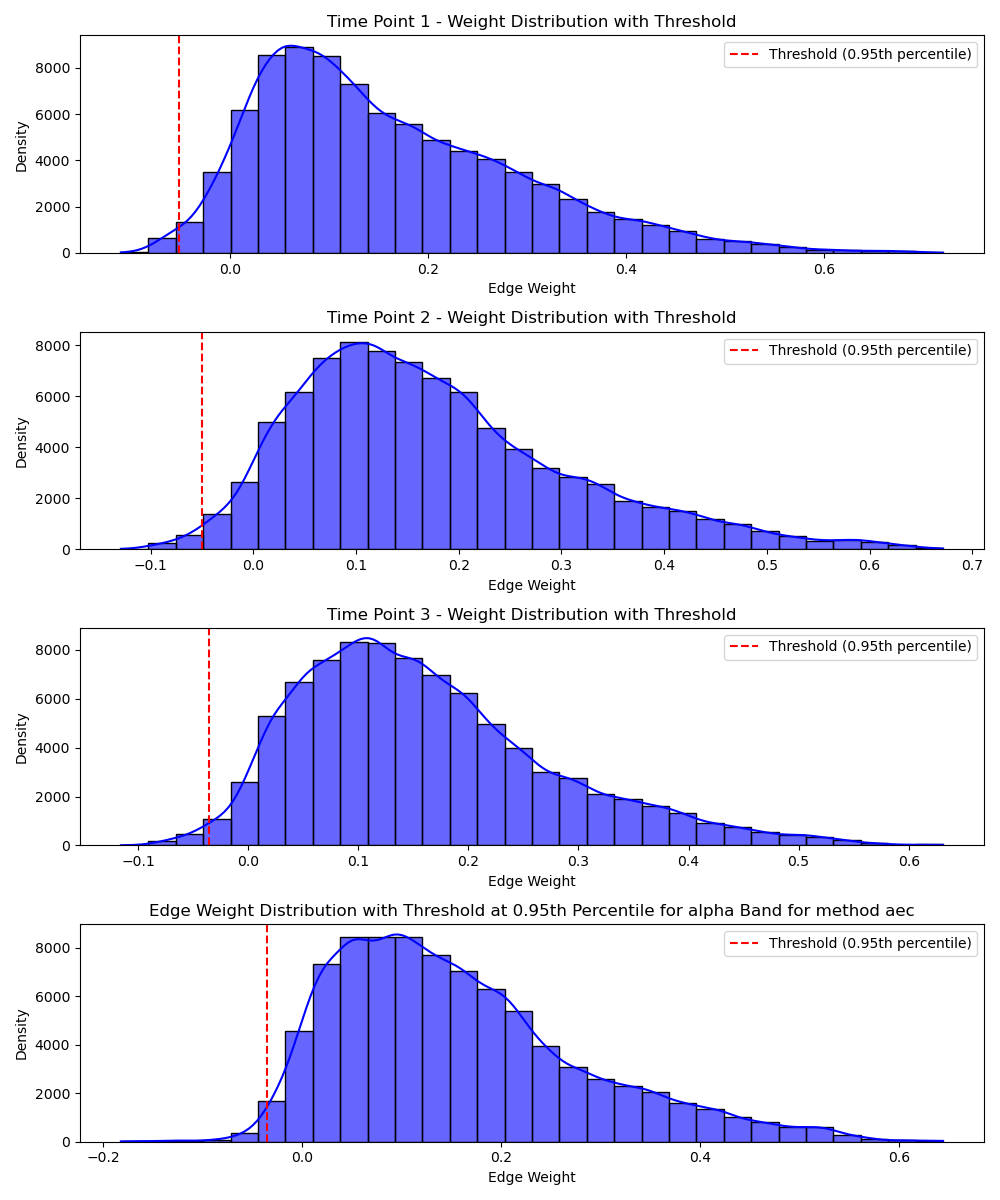 Time Point 1 - Weight Distribution with Threshold
Threshold (0.95th percentile)
Density
8000
6000
4000
2000
0
0.0 0.2 0.4 0.6
Edge Weight
Time Point 2 - Weight Distribution with Threshold
Threshold (0.95th percentile)
Density
8000
6000
4000
2000
0
−0.1 0.0 0.1 0.2 0.3 0.4 0.5 0.6 0.7
Edge Weight
Time Point 3 - Weight Distribution with Threshold
Threshold (0.95th percentile)
Density
8000
6000
4000
2000
0
−0.1 0.0 0.1 0.2 0.3 0.4 0.5 0.6
Edge Weight
Edge Weight Distribution with Threshold at 0.95th Percentile for alpha Band for method aec
Threshold (0.95th percentile)
Density
8000
6000
4000
2000
0
−0.2 0.0 0.2 0.4 0.6
Edge Weight